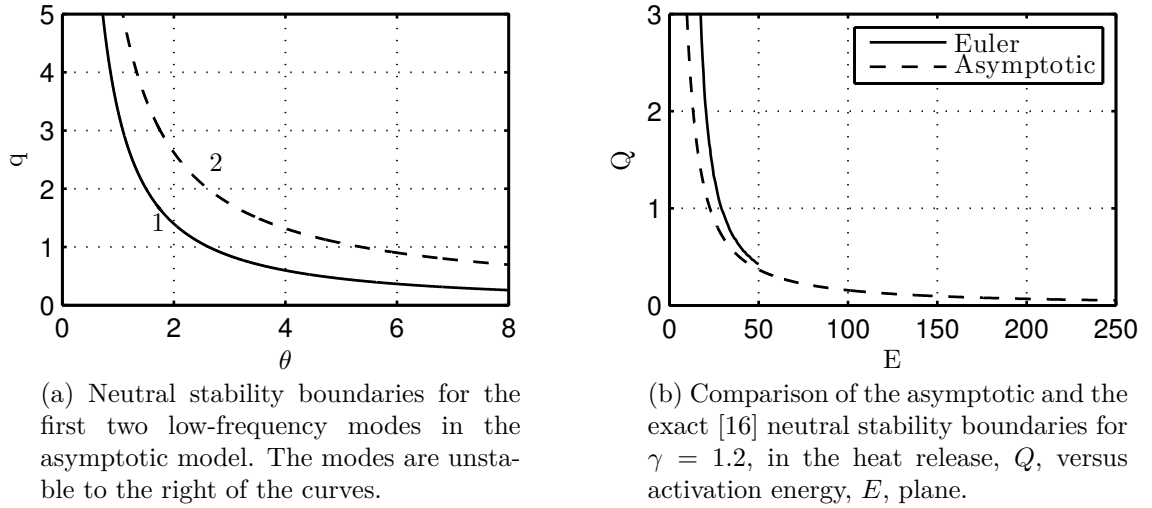 5
4
3
2
1
0
q
0
2
4
6
8
θ
1
2
3
2
1
0
Q
0
50
100
150
200
250
E
Euler
Asymptotic
(a) Neutral stability boundaries for the
first two low-frequency modes in the
asymptotic model. The modes are unsta-
ble to the right of the curves.
(b) Comparison of the asymptotic and the
exact [16] neutral stability boundaries for
γ = 1.2, in the heat release, Q, versus
activation energy, E, plane.